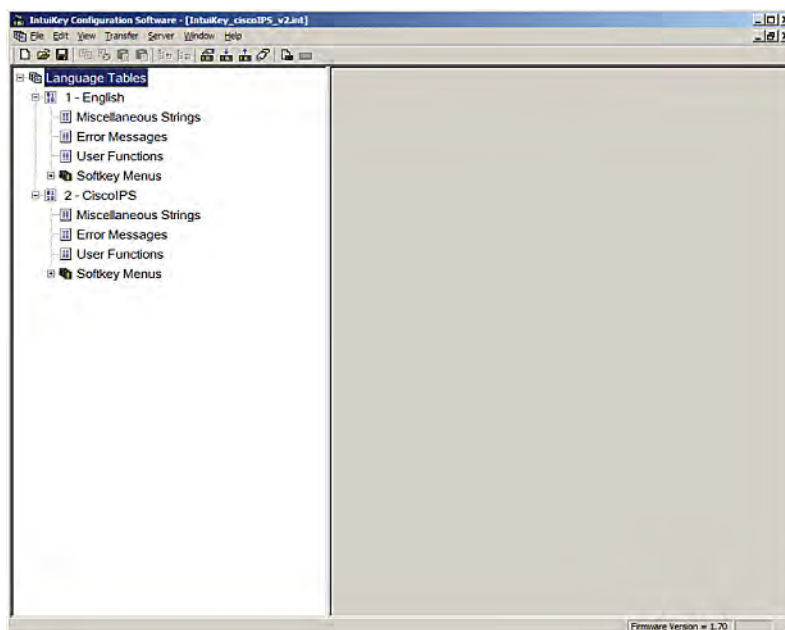 IntuiKey Configuration Software - [IntuiKey_ciscoIPS_v2.int]
File Edit View Transfer Server Window Help
Language Tables
1 - English
Miscellaneous Strings
Error Messages
User Functions
Softkey Menus
2 - CiscoIPS
Miscellaneous Strings
Error Messages
User Functions
Softkey Menus
Firmware Version = 1.70